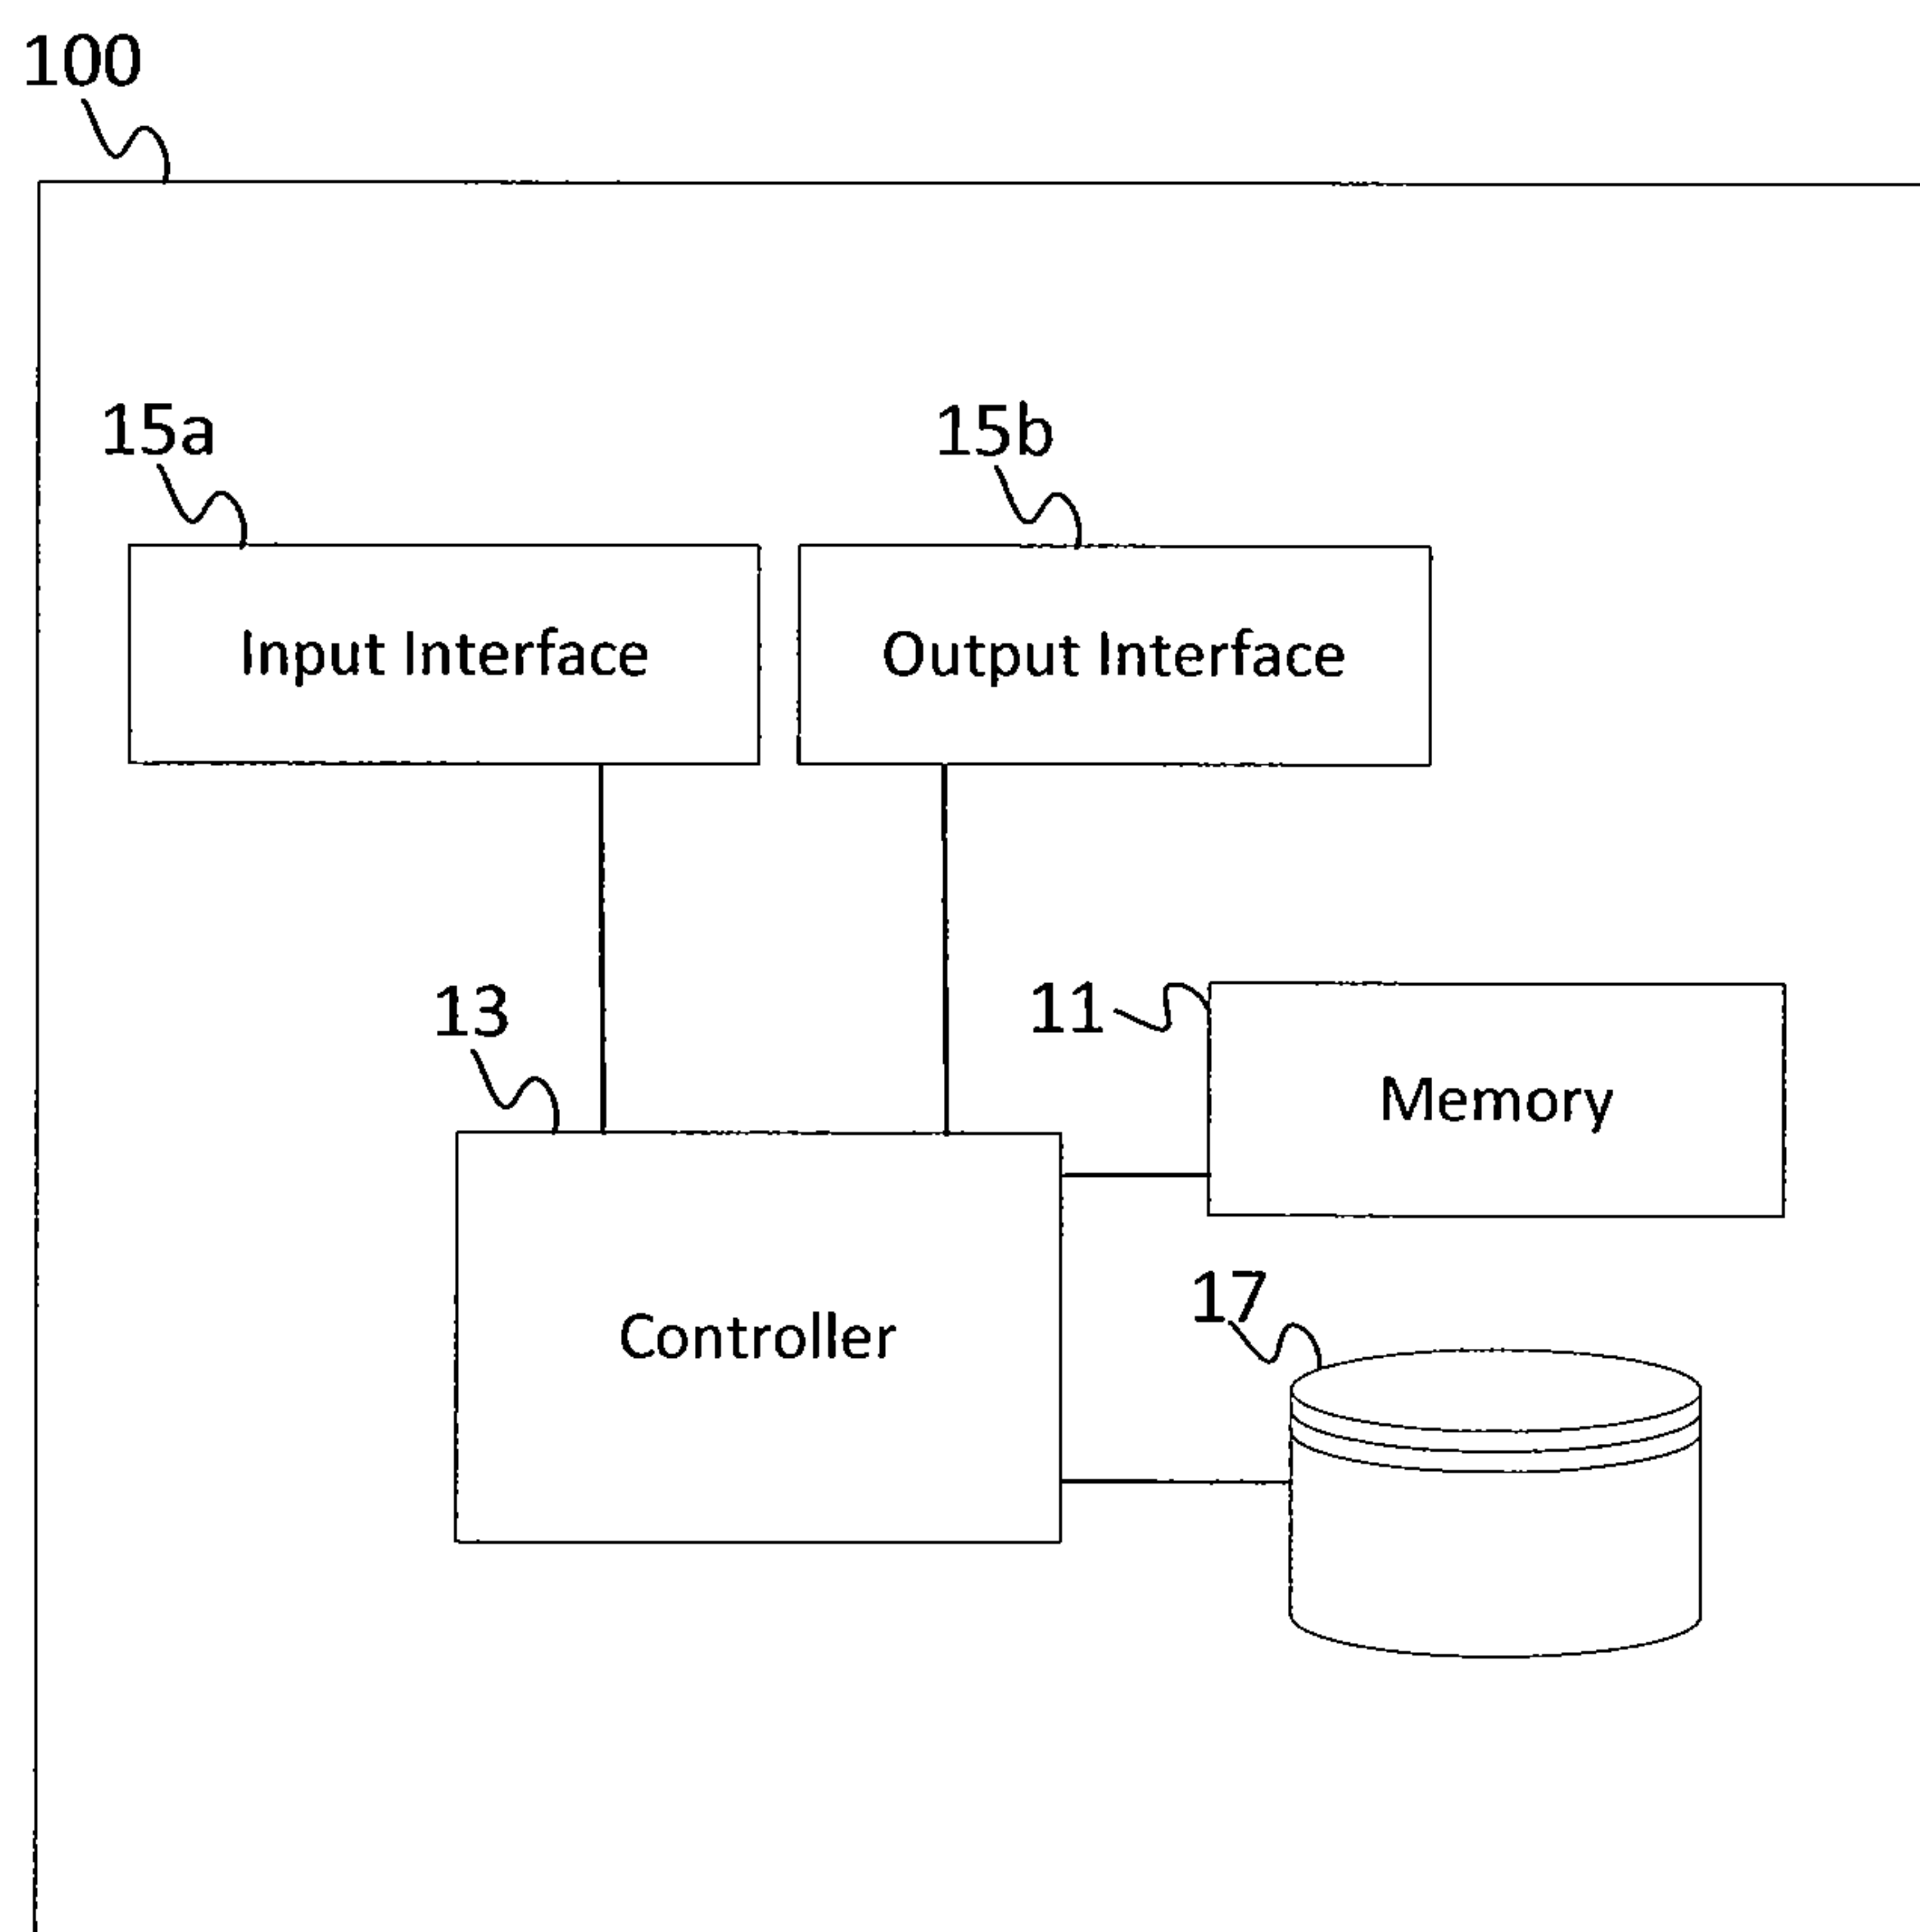 100
15a
15b
Input Interface
Output Interface
13
11
Memory
17
Controller